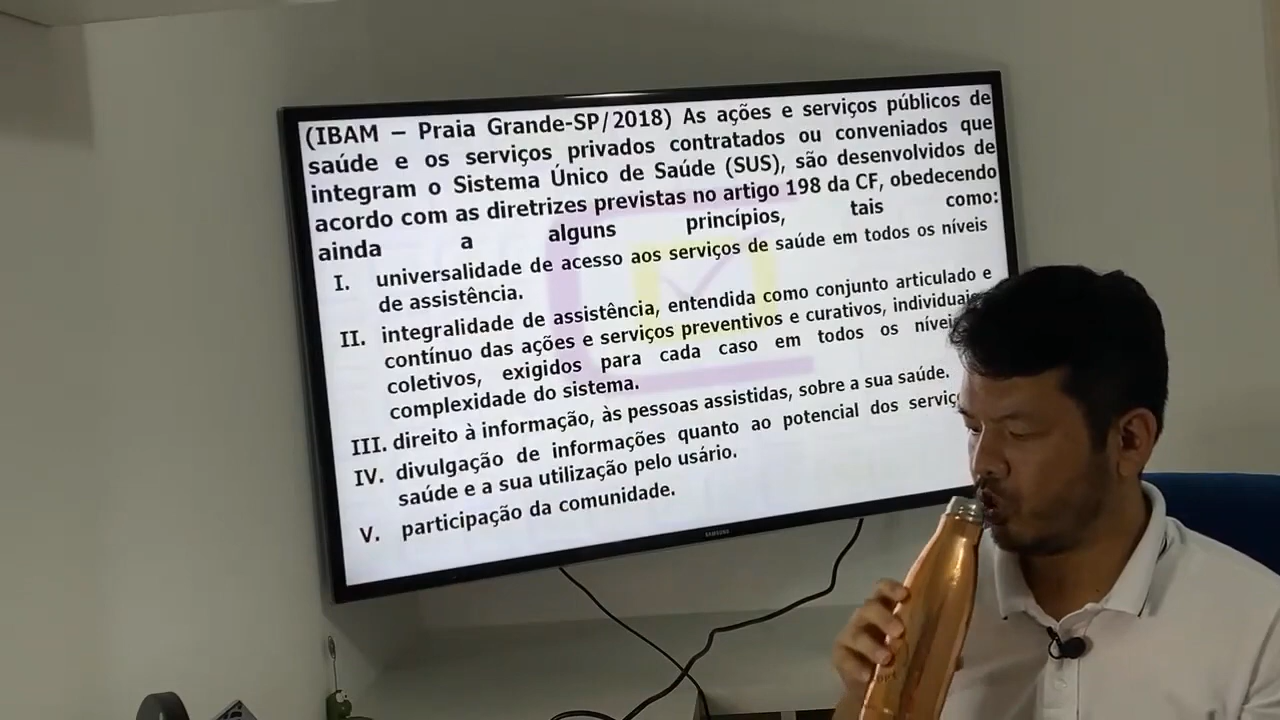 (IBAM – Praia Grande-SP/2018) As ações e serviços públicos de
saúde e os serviços privados contratados ou conveniados que
integram o Sistema Único de Saúde (SUS), são desenvolvidos de
acordo com as diretrizes previstas no artigo 198 da CF, obedecendo
ainda a alguns princípios, tais como:
I. universalidade de acesso aos serviços de saúde em todos os níveis
de assistência.
II. integralidade de assistência, entendida como conjunto articulado e
contínuo das ações e serviços preventivos e curativos, individuais
coletivos, exigidos para cada caso em todos os
complexidade do sistema.
III. direito à informação, às pessoas assistidas, sobre a sua saúde.
IV. divulgação de informações quanto ao potencial dos
saúde e a sua utilização pelo usário.
V. participação da comunidade.
SAMSUNG